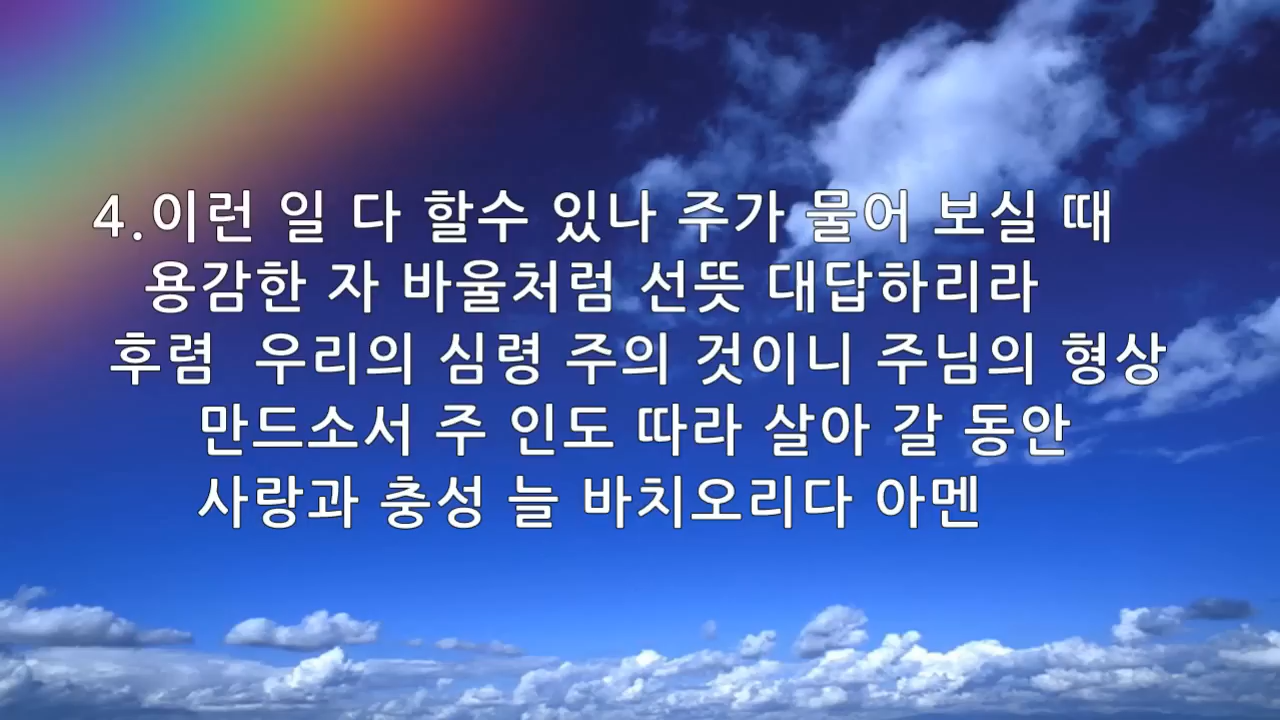 4.이런 일 다 할수 있나 주가 물어 보실 때
용감한 자 바울처럼 선뜻 대답하리라
후렴 우리의 심령 주의 것이니 주님의 형상
만드소서 주 인도 따라 살아 갈 동안
사랑과 충성 늘 바치오리다 아멘